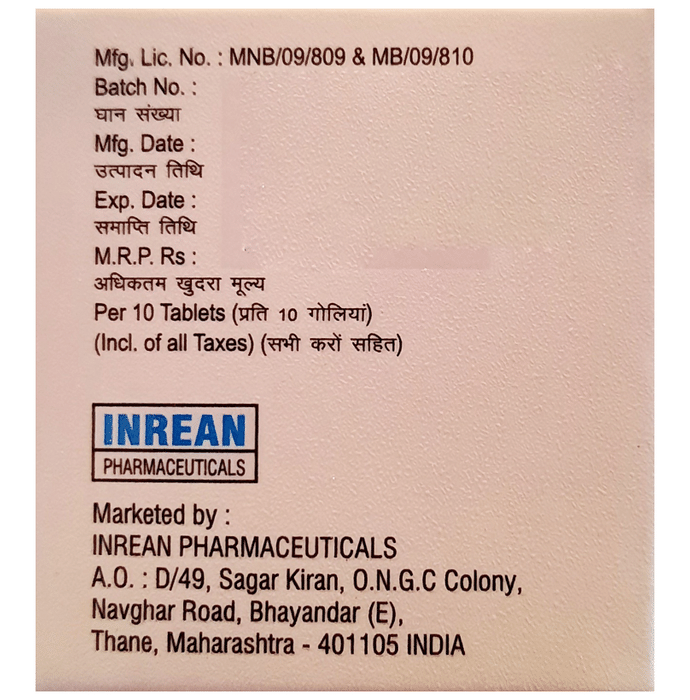 Mfg. Lic. No. : MNB/09/809 & MB/09/810
Batch No. :
घान संख्या
Mfg. Date :
उत्पादन तिथि
Exp. Date :
समाप्ति तिथि
M.R.P. Rs :
अधिकतम खुदरा मूल्य
Per 10 Tablets (प्रति 10 गोलियां)
(Incl. of all Taxes) (सभी करों सहित)
INREAN
PHARMACEUTICALS
Marketed by :
INREAN PHARMACEUTICALS
A.O. : D/49, Sagar Kiran, O.N.G.C Colony,
Navghar Road, Bhayandar (E),
Thane, Maharashtra - 401105 INDIA